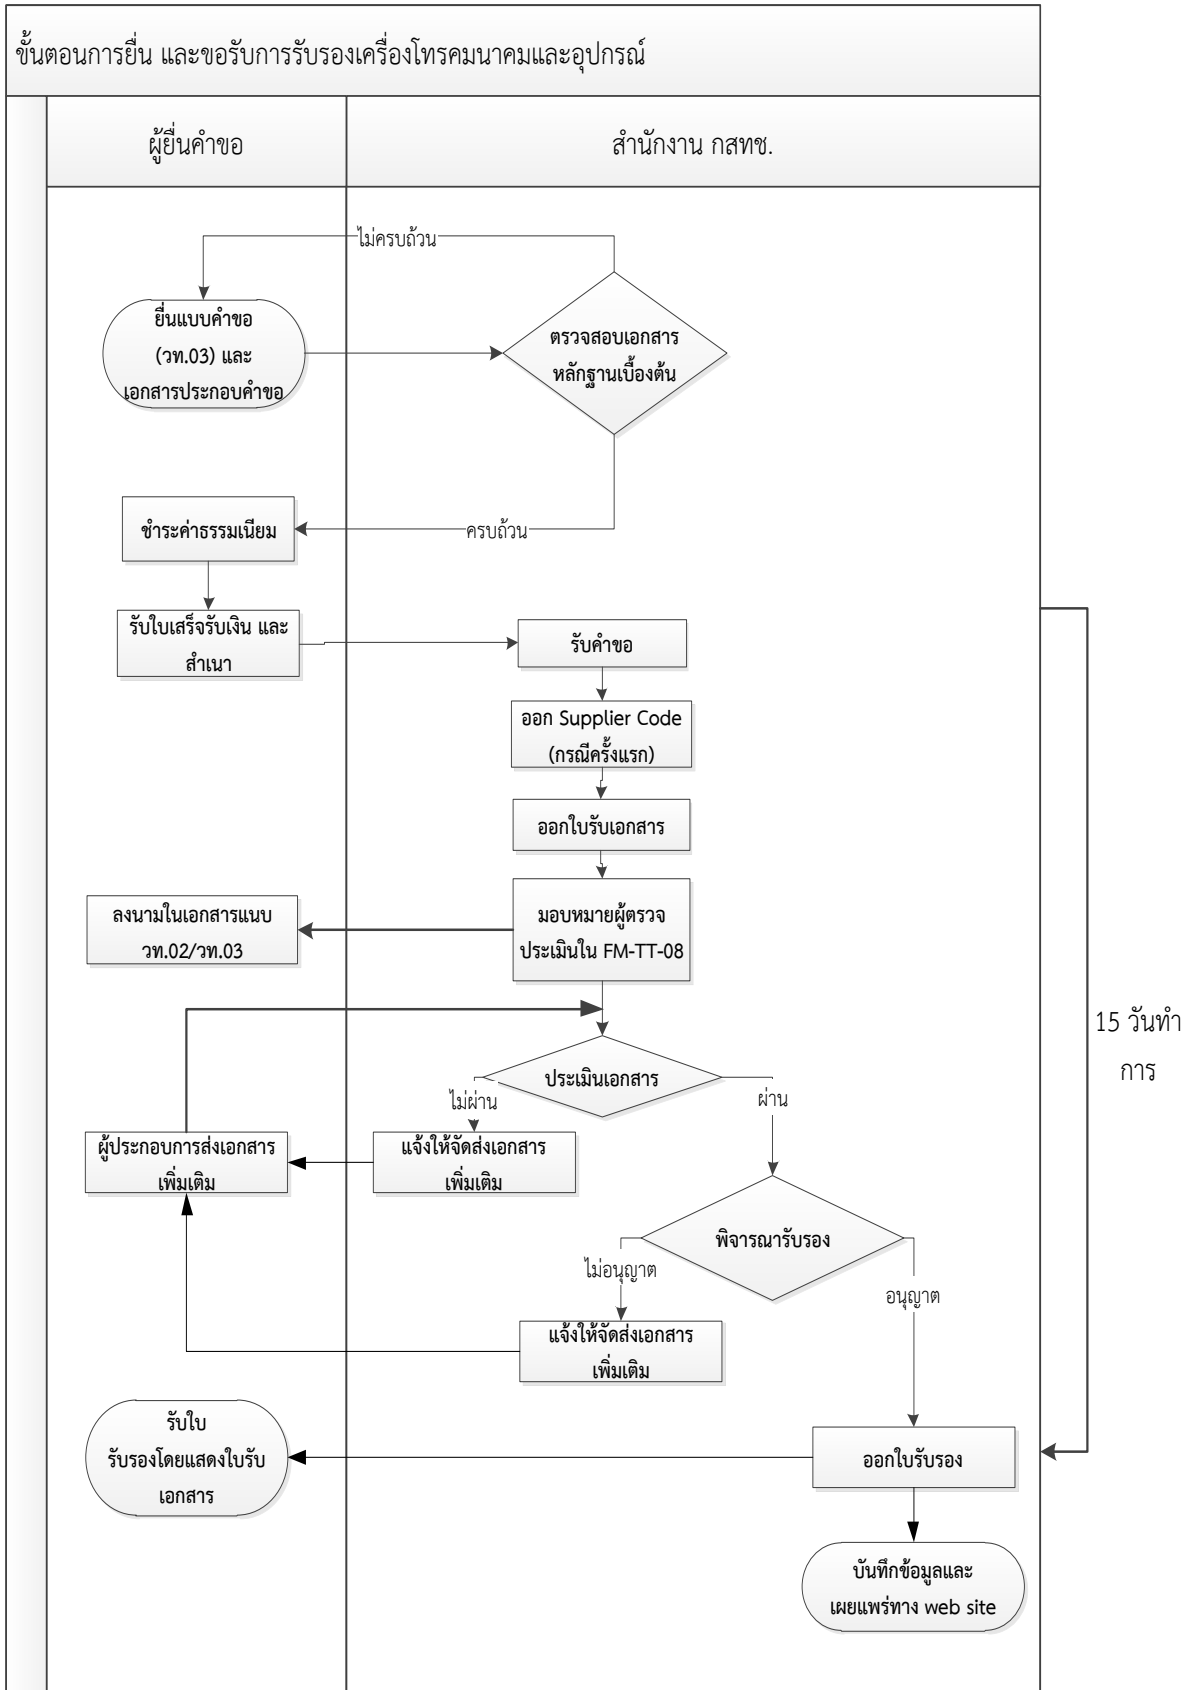 ขั้นตอนการยื่น และขอรับการรับรองเครื่องโทรคมนาคมและอุปกรณ์
ผู้ยื่นคำขอ
สำนักงาน กสทช.
ไม่ครบถ้วน
ยื่นแบบคำขอ
(วท.03) และ
เอกสารประกอบคำขอ
ตรวจสอบเอกสาร
หลักฐานเบื้องต้น
ครบถ้วน
ชำระค่าธรรมเนียม
รับใบเสร็จรับเงิน และ
สำเนา
รับคำขอ
ออก Supplier Code
(กรณีครั้งแรก)
ออกใบรับเอกสาร
มอบหมายผู้ตรวจ
ประเมินใน FM-TT-08
ลงนามในเอกสารแนบ
วท.02/วท.03
15 วันทำ
การ
ประเมินเอกสาร
ไม่ผ่าน
ผ่าน
แจ้งให้จัดส่งเอกสาร
เพิ่มเติม
ผู้ประกอบการส่งเอกสาร
เพิ่มเติม
พิจารณารับรอง
ไม่อนุญาต
อนุญาต
แจ้งให้จัดส่งเอกสาร
เพิ่มเติม
ออกใบรับรอง
รับใบ
รับรองโดยแสดงใบรับ
เอกสาร
บันทึกข้อมูลและ
เผยแพร่ทาง web site